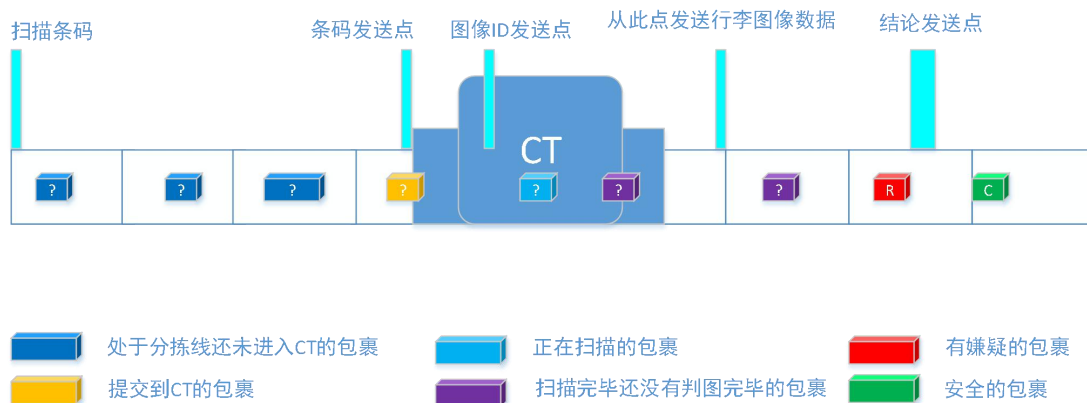 扫描条码
条码发送点
图像ID发送点
从此点发送行李图像数据
结论发送点
CT
?
?
?
?
?
?
?
R
C
处于分拣线还未进入CT的包裹
正在扫描的包裹
有嫌疑的包裹
提交到CT的包裹
扫描完毕还没有判图完毕的包裹
安全的包裹